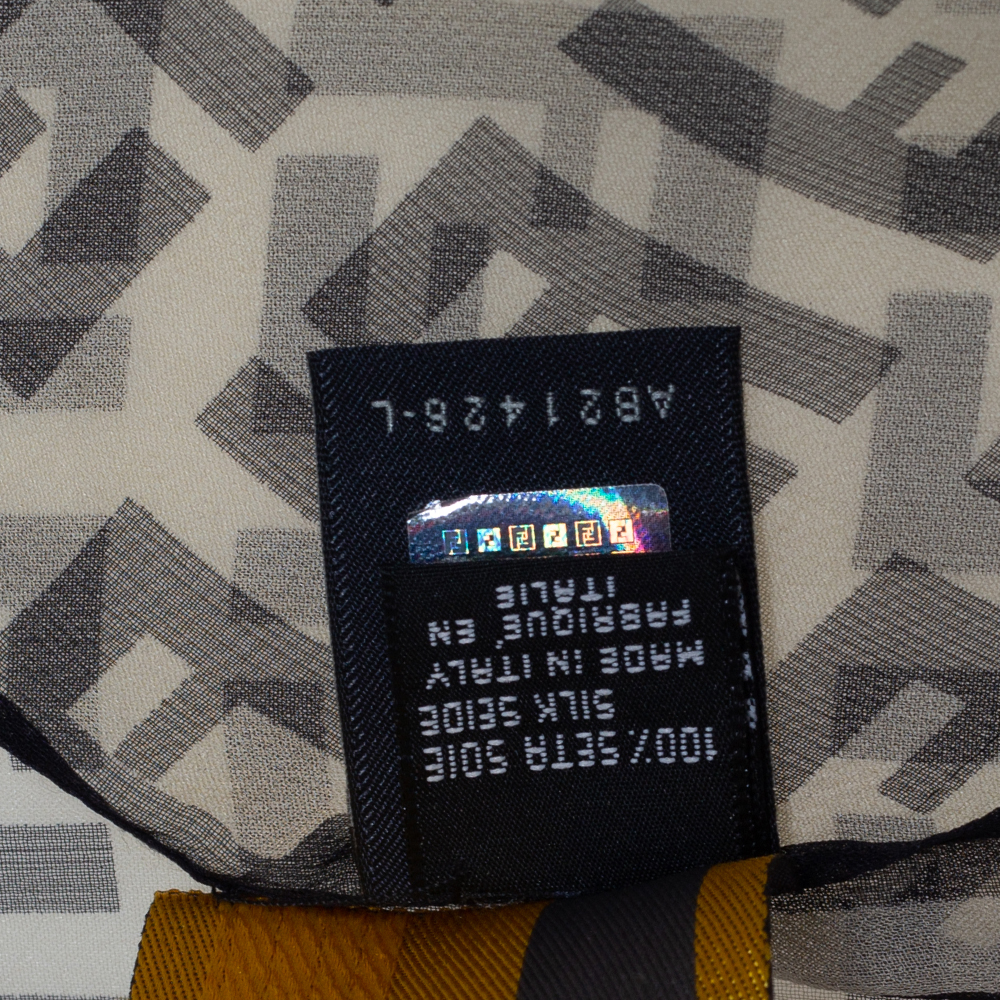 100% SETA SOIE
SILK SEIDE
MADE IN ITALY
FABRIQUÉ EN
ITALIE
AB21426-L